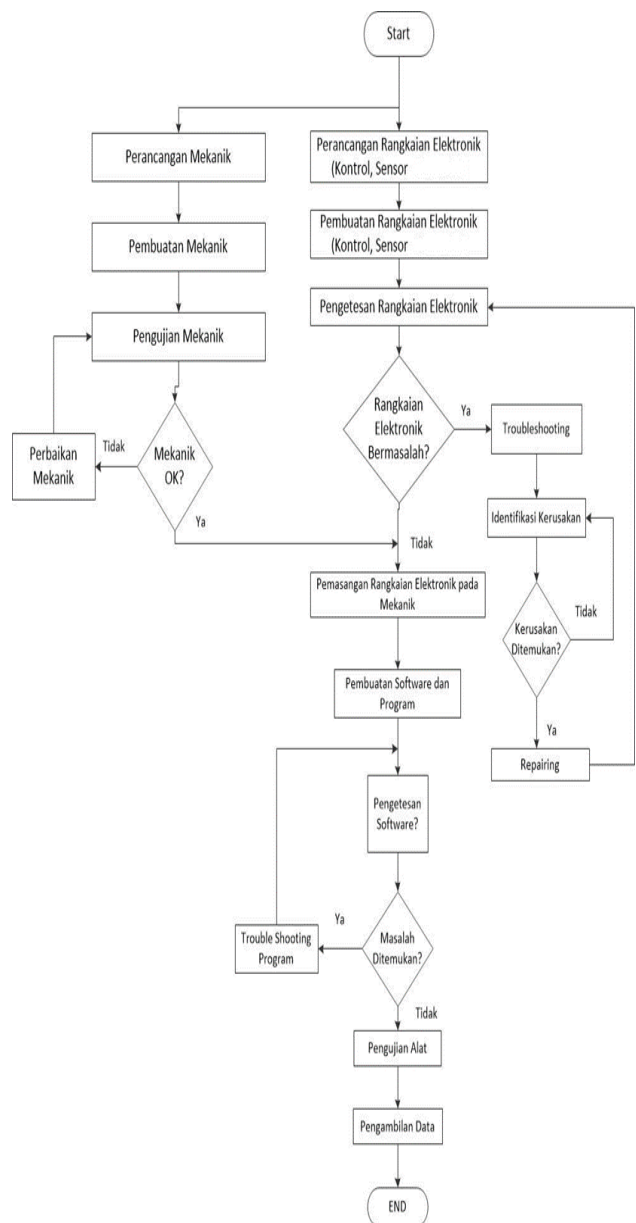 Start
Perancangan Mekanik
Perancangan Rangkaian Elektronik
(Kontrol, Sensor
Pembuatan Mekanik
Pembuatan Rangkaian Elektronik
(Kontrol, Sensor
Pengujian Mekanik
Pengetesan Rangkaian Elektronik
Perbaikan
Mekanik
Tidak
Mekanik
OK?
Ya
Rangkaian
Elektronik
Bermasalah?
Ya
Troubleshooting
Identifikasi Kerusakan
Tidak
Kerusakan
Ditemukan?
Tidak
Ya
Repairing
Pemasangan Rangkaian Elektronik pada
Mekanik
Pembuatan Software dan
Program
Pengetesan
Software?
Trouble Shooting
Program
Ya
Masalah
Ditemukan?
Tidak
Pengujian Alat
Pengambilan Data
END